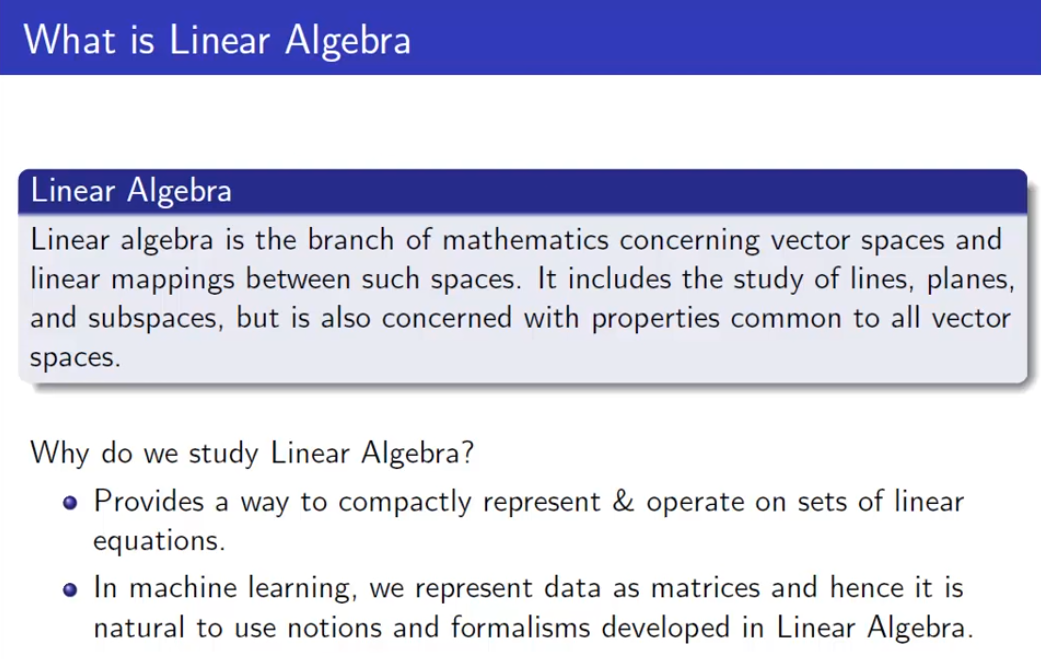 What is Linear Algebra
Linear Algebra
Linear algebra is the branch of mathematics concerning vector spaces and
linear mappings between such spaces. It includes the study of lines, planes,
and subspaces, but is also concerned with properties common to all vector
spaces.
Why do we study Linear Algebra?
Provides a way to compactly represent & operate on sets of linear
equations.
In machine learning, we represent data as matrices and hence it is
natural to use notions and formalisms developed in Linear Algebra.